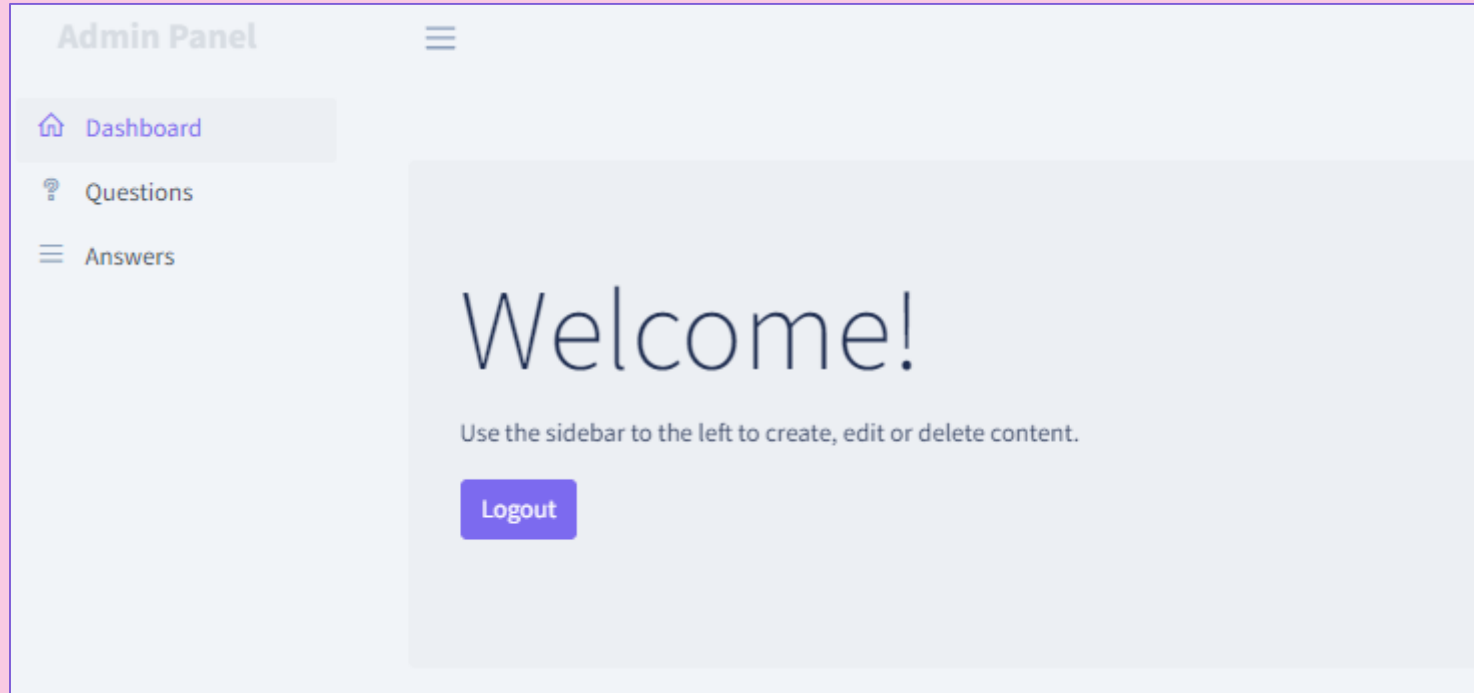 Admin Panel
Dashboard
Questions
Answers
Welcome!
Use the sidebar to the left to create, edit or delete content.
Logout